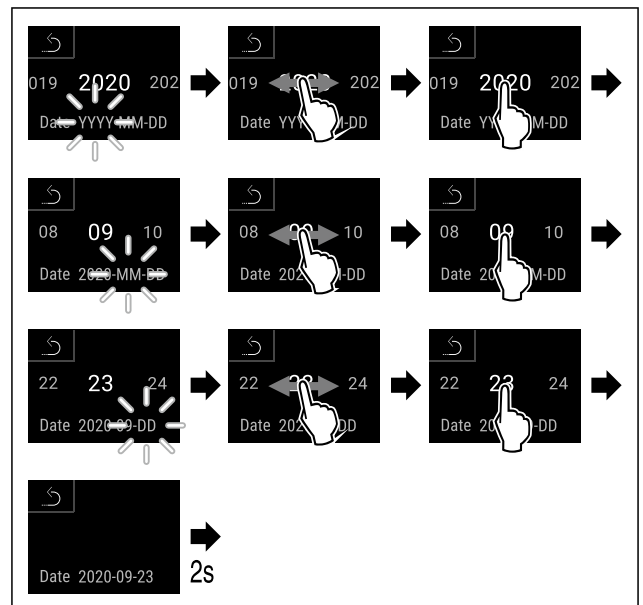 019 2020 202
Date YYYY-MM-DD
019 202
Date YY -DD
019 2020 202
Date YY M-DD
08 09 10
Date 2020-MM-DD
08 10
Date 202 -DD
08 09 10
Date 20 M-DD
22 23 24
Date 2020-09-DD
22 24
Date 202 DD
22 23 24
Date 20 -DD
Date 2020-09-23
2s